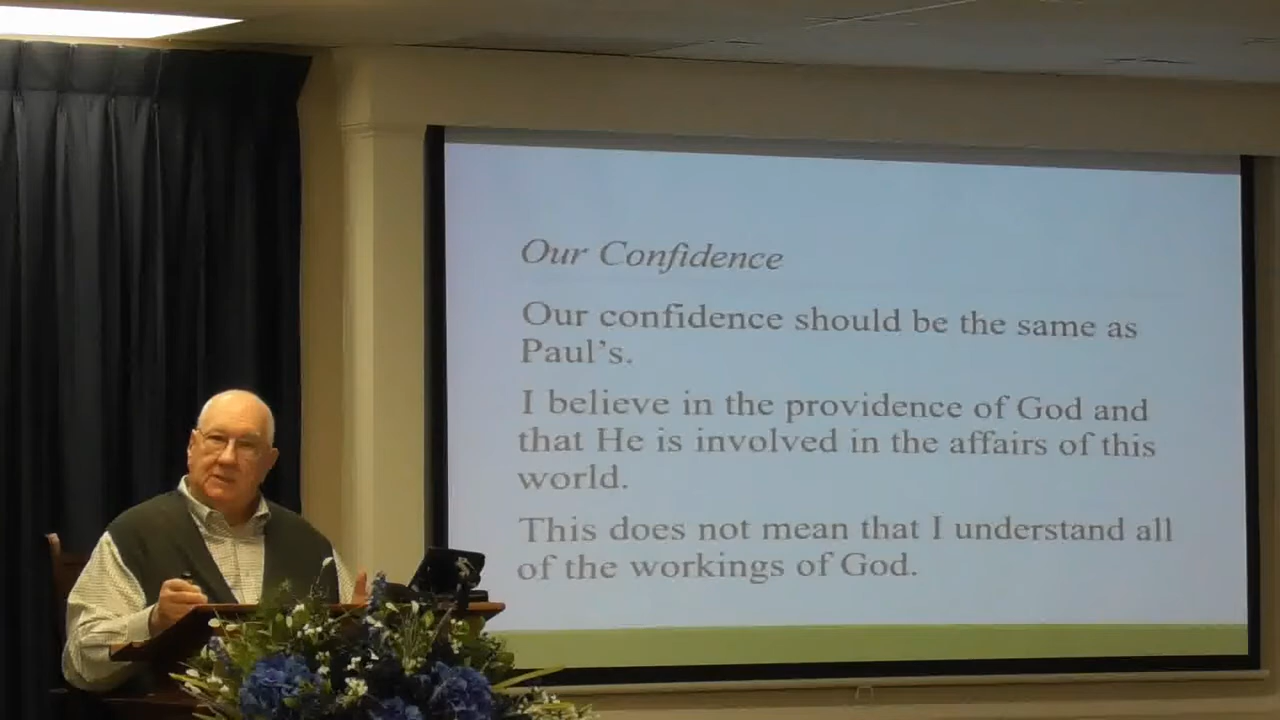 Our Confidence
Our confidence should be the same as
Paul's.
I believe in the providence of God and
that He is involved in the affairs of this
world.
This does not mean that I understand all
of the workings of God.